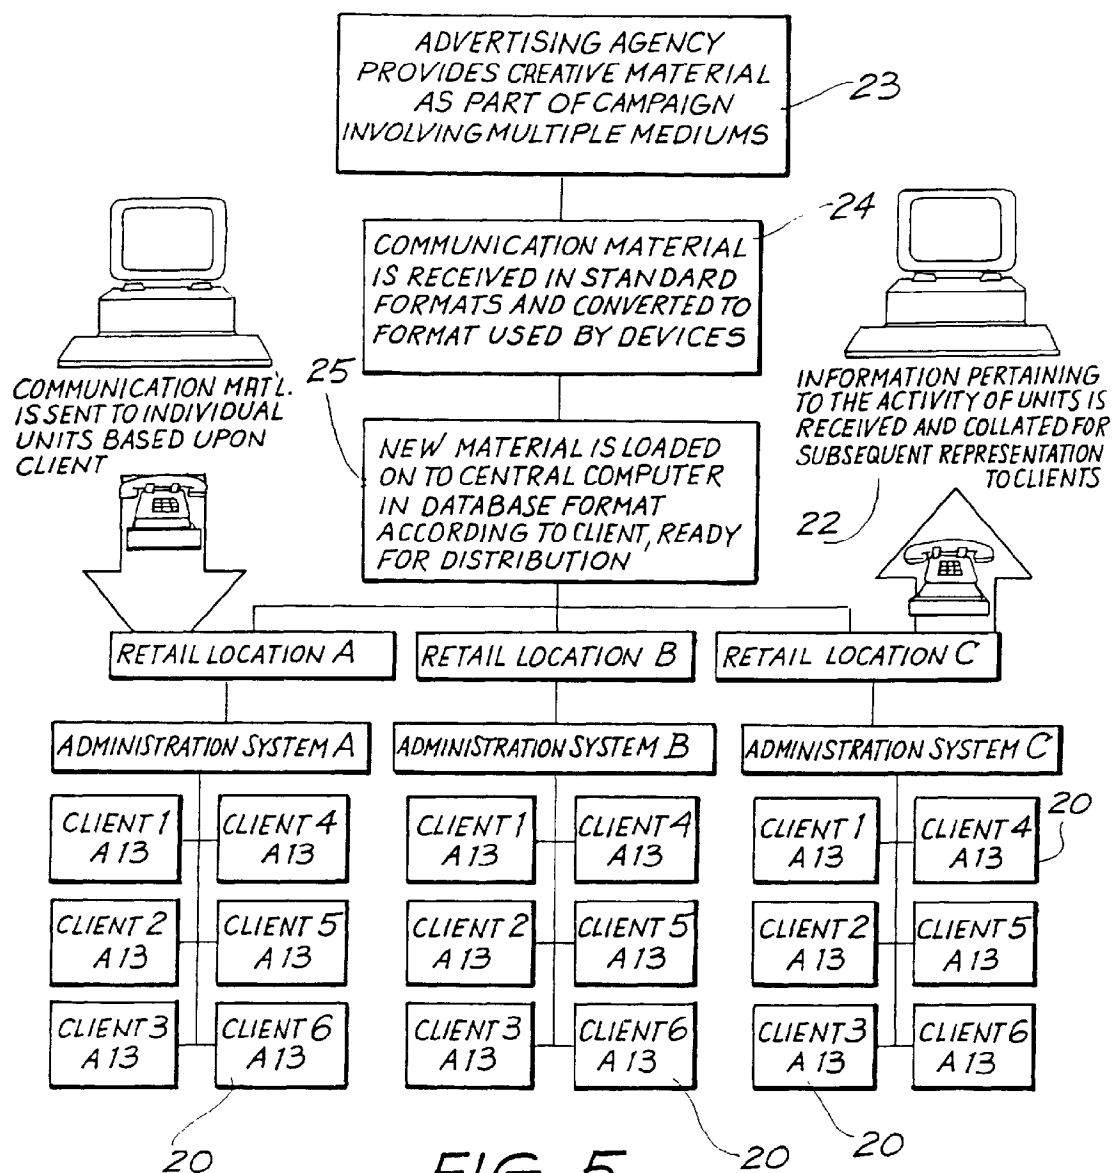 ADVERTISING AGENCY
PROVIDES CREATIVE MATERIAL
AS PART OF CAMPAIGN
INVOLVING MULTIPLE MEDIUMS
23
COMMUNICATION MATERIAL
IS RECEIVED IN STANDARD
FORMATS AND CONVERTED TO
FORMAT USED BY DEVICES
24
COMMUNICATION MAT'L.
IS SENT TO INDIVIDUAL
UNITS BASED UPON
CLIENT
25
NEW MATERIAL IS LOADED
ON TO CENTRAL COMPUTER
IN DATABASE FORMAT
ACCORDING TO CLIENT, READY
FOR DISTRIBUTION
INFORMATION PERTAINING
TO THE ACTIVITY OF UNITS IS
RECEIVED AND COLLATED FOR
SUBSEQUENT REPRESENTATION
TO CLIENTS
22
RETAIL LOCATION A
RETAIL LOCATION B
RETAIL LOCATION C
ADMINISTRATION SYSTEM A
ADMINISTRATION SYSTEM B
ADMINISTRATION SYSTEM C
CLIENT 1
A 13
CLIENT 4
A 13
CLIENT 1
A 13
CLIENT 4
A 13
CLIENT 1
A 13
CLIENT 4
A 13
20
CLIENT 2
A 13
CLIENT 5
A 13
CLIENT 2
A 13
CLIENT 5
A 13
CLIENT 2
A 13
CLIENT 5
A 13
CLIENT 3
A 13
CLIENT 6
A 13
CLIENT 3
A 13
CLIENT 6
A 13
CLIENT 3
A 13
CLIENT 6
A 13
20
20
20
FIG. 5